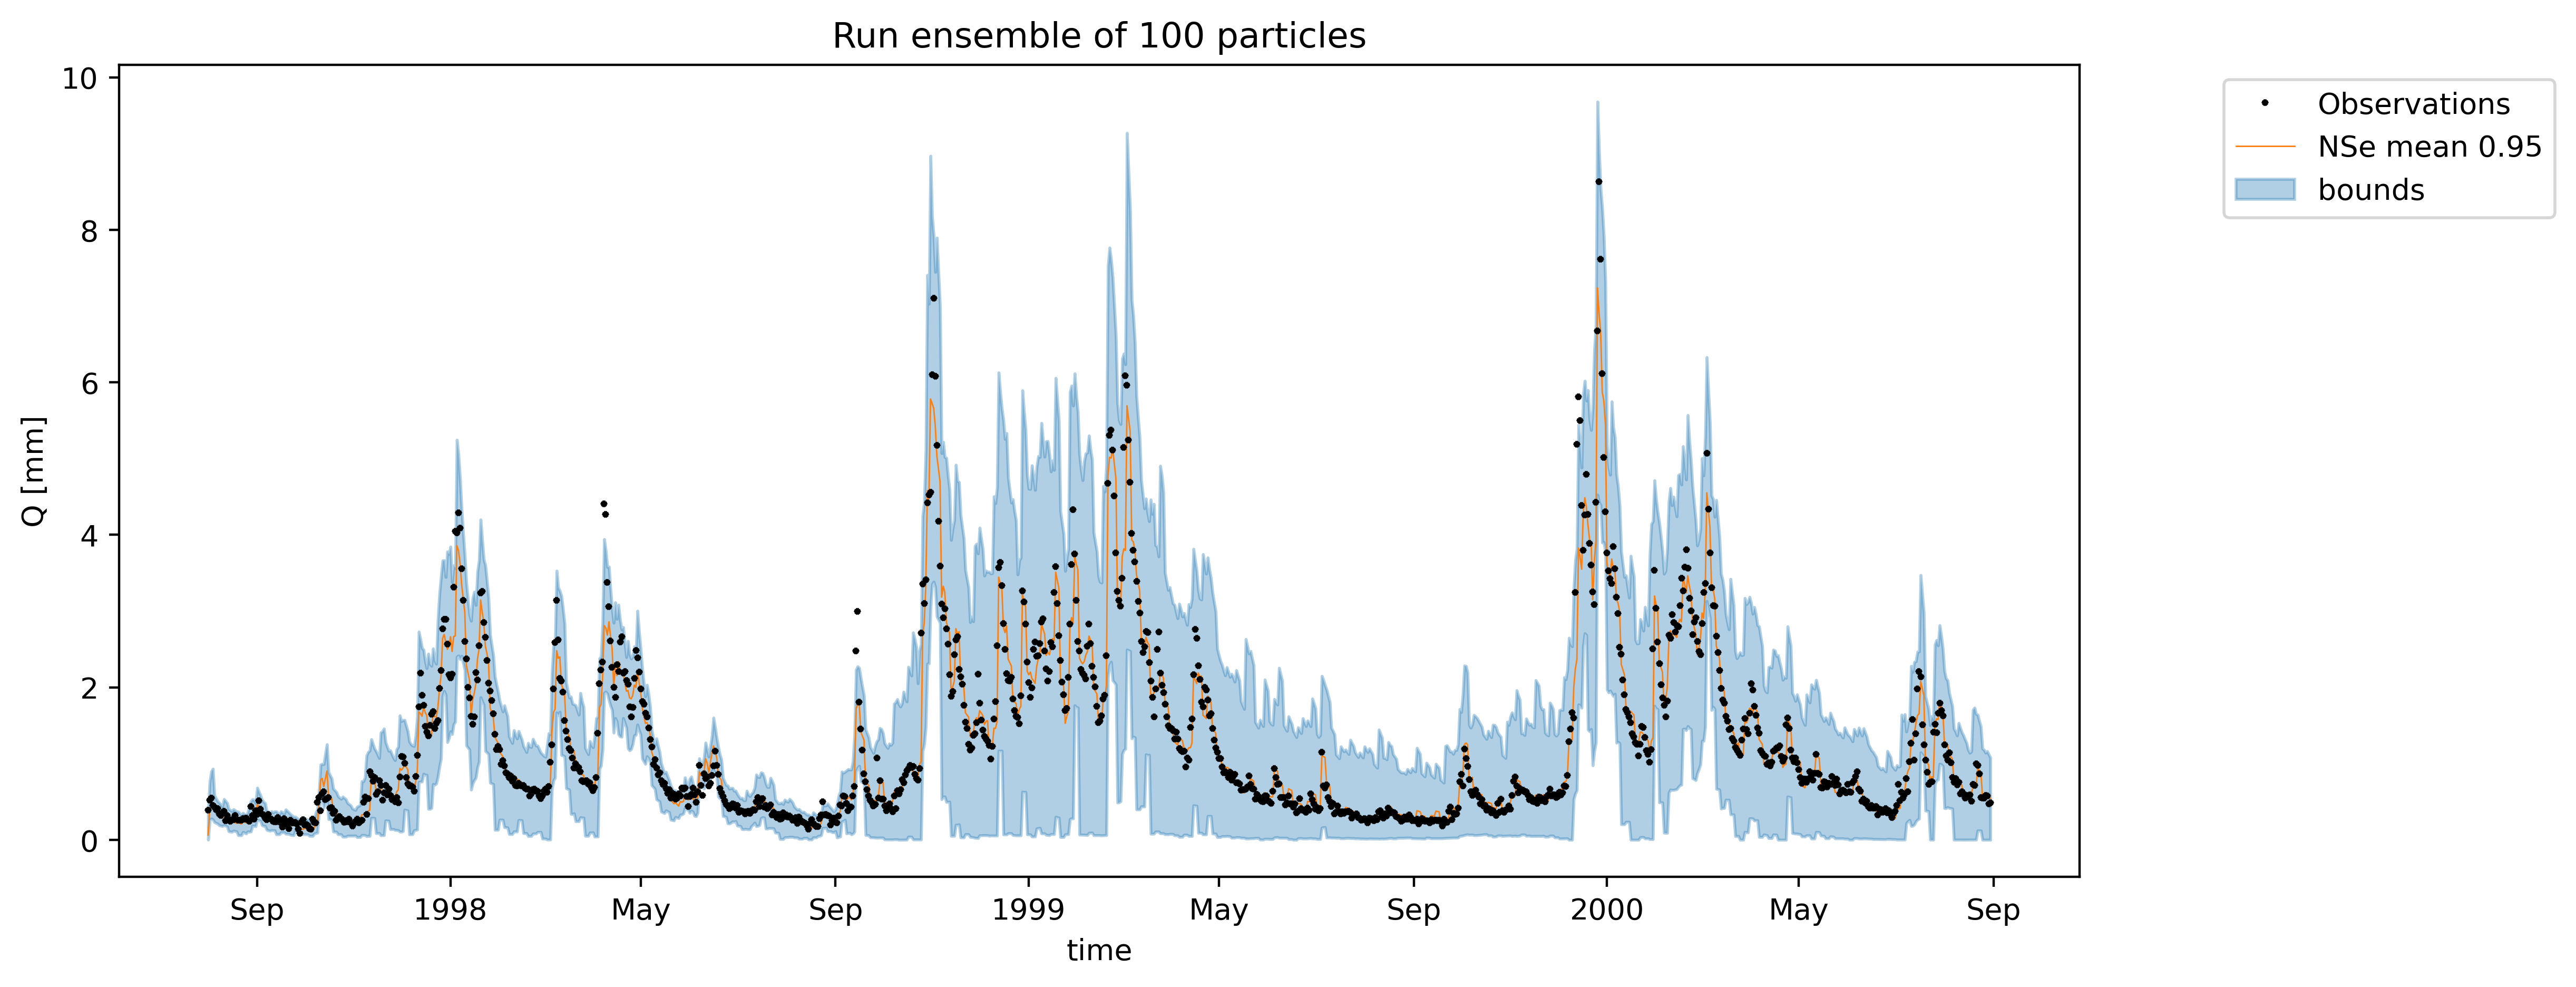 Run ensemble of 100 particles
10
8
6
4
2
0
Q [mm]
Sep 1998 May Sep 1999 May Sep 2000 May Sep
time
Observations
NSe mean 0.95
bounds